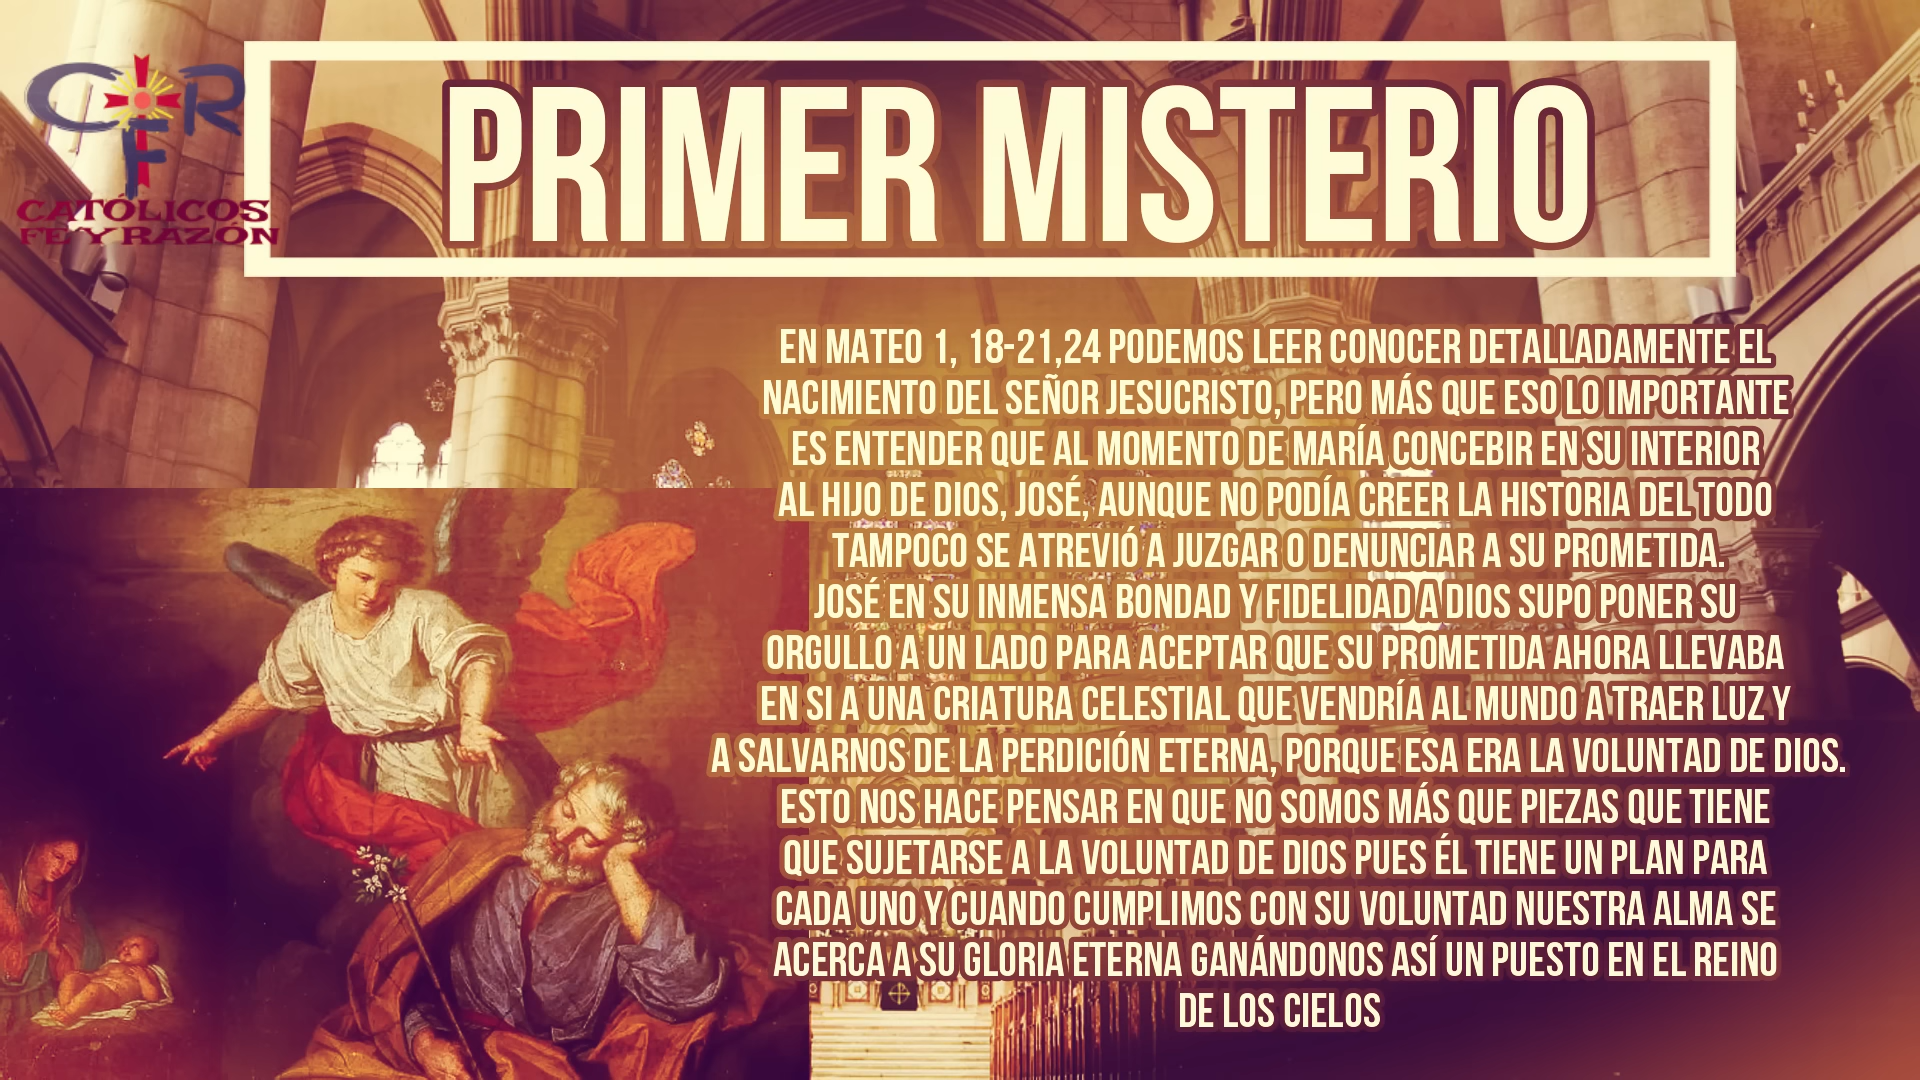 CFR
CATÓLICOS
FE Y RAZÓN
PRIMER MISTERIO
EN MATEO 1, 18-21,24 PODEMOS LEER CONOCER DETALLADAMENTE EL
NACIMIENTO DEL SEÑOR JESUCRISTO, PERO MÁS QUE ESO LO IMPORTANTE
ES ENTENDER QUE AL MOMENTO DE MARÍA CONCEBIR EN SU INTERIOR
AL HIJO DE DIOS, JOSÉ, AUNQUE NO PODÍA CREER LA HISTORIA DEL TODO
TAMPOCO SE ATREVIÓ A JUZGAR O DENUNCIAR A SU PROMETIDA.
JOSÉ EN SU INMENSA BONDAD Y FIDELIDAD A DIOS SUPO PONER SU
ORGULLO A UN LADO PARA ACEPTAR QUE SU PROMETIDA AHORA LLEVABA
EN SI A UNA CRIATURA CELESTIAL QUE VENDRÍA AL MUNDO A TRAER LUZ Y
A SALVARNOS DE LA PERDICIÓN ETERNA, PORQUE ESA ERA LA VOLUNTAD DE DIOS.
ESTO NOS HACE PENSAR EN QUE NO SOMOS MÁS QUE PIEZAS QUE TIENE
QUE SUJETARSE A LA VOLUNTAD DE DIOS PUES ÉL TIENE UN PLAN PARA
CADA UNO Y CUANDO CUMPLIMOS CON SU VOLUNTAD NUESTRA ALMA SE
ACERCA A SU GLORIA ETERNA GANÁNDONOS ASÍ UN PUESTO EN EL REINO
DE LOS CIELOS